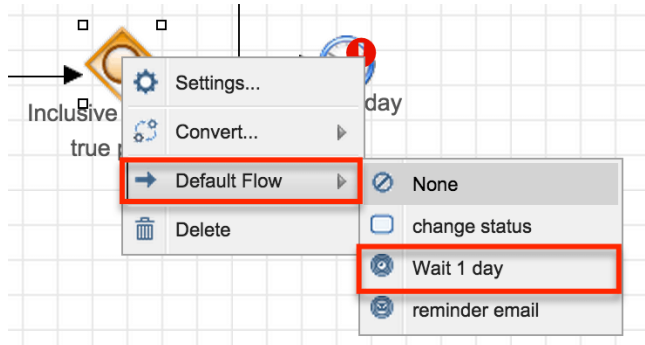 Settings...
Inclusive
day
Convert...
true
Default Flow
None
Delete
change status
Wait 1 day
reminder email